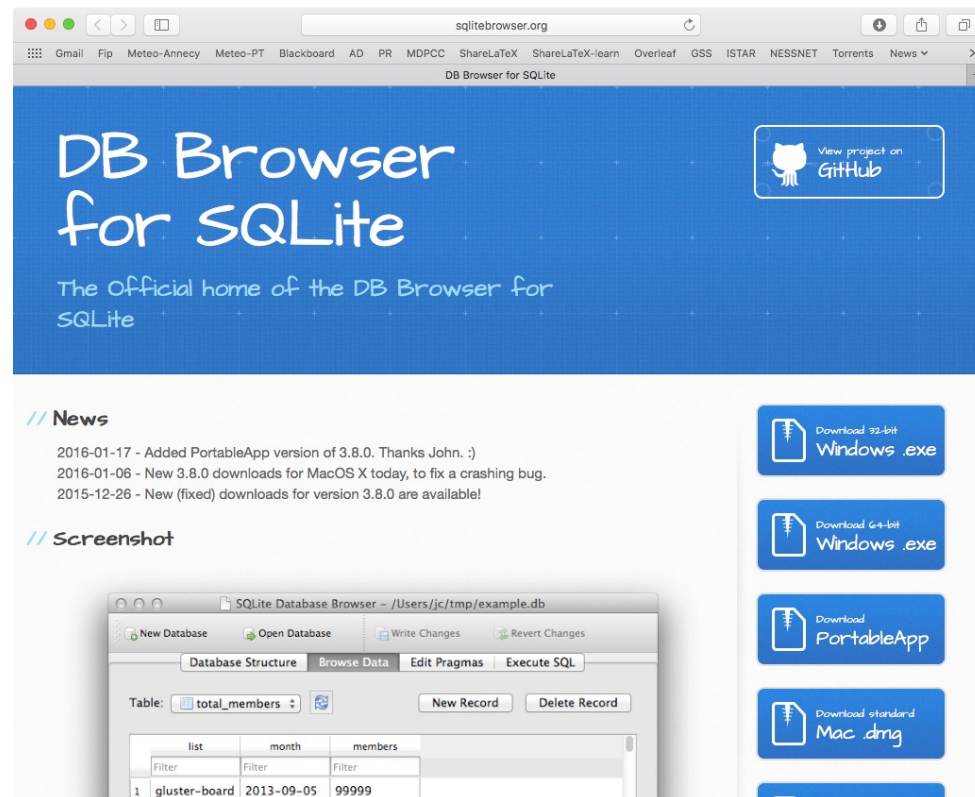 sqlitebrowser.org
Gmail Fip Meteo-Annecy Meteo-PT Blackboard AD PR MDPCC ShareLaTeX ShareLaTeX-learn Overleaf GSS ISTAR NESSNET Torrents News
DB Browser for SQLite
DB Browser
for SQLite
The Official home of the DB Browser for
SQLite
View project on
GitHub
// News
2016-01-17 - Added PortableApp version of 3.8.0. Thanks John. :)
2016-01-06 - New 3.8.0 downloads for MacOS X today, to fix a crashing bug.
2015-12-26 - New (fixed) downloads for version 3.8.0 are available!
// Screenshot
SQLite Database Browser – /Users/jc/tmp/example.db
New Database Open Database Write Changes Revert Changes
Database Structure Browse Data Edit Pragmas Execute SQL
Table: total_members New Record Delete Record
list month members
Filter Filter Filter
1 gluster-board 2013-09-05 99999
Download 32-bit
Windows .exe
Download 64-bit
Windows .exe
Download
PortableApp
Download standard
Mac .dmg